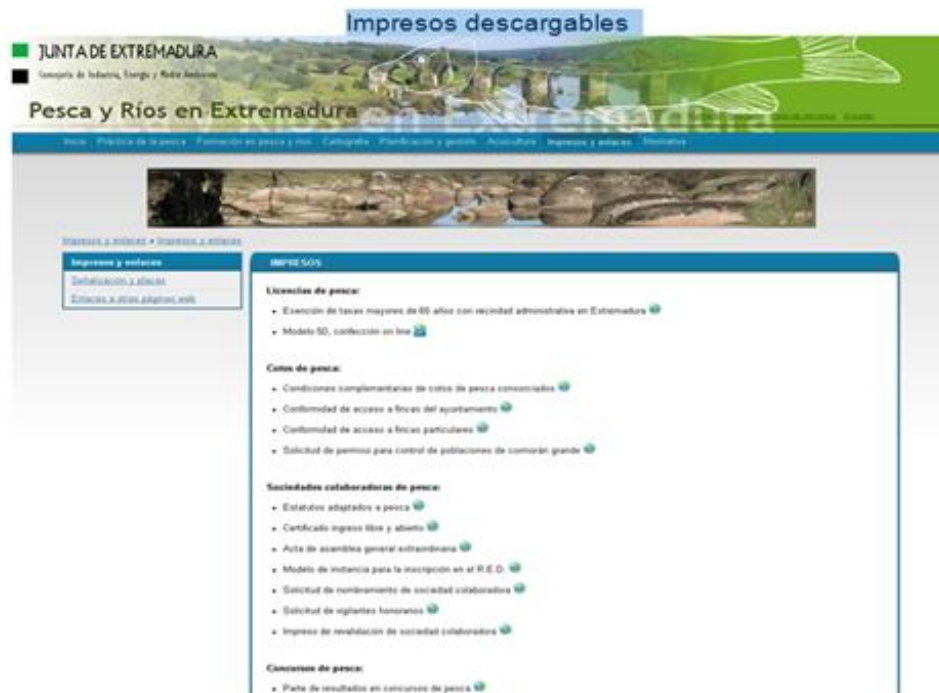 Impresos descargables
JUNTA DE EXTREMADURA
Consejería de Industria, Energía y Medio Ambiente
Pesca y Ríos en Extremadura
Inicio Práctica de la pesca Formación en pesca y ríos Cartografía Planificación y gestión Acuicultura Impresos y enlaces Normativa
Impresos y enlaces » Impresos y enlaces
Impresos y enlaces
Señalización y placas
Enlaces a otras páginas web
IMPRESOS
Licencias de pesca:
• Exención de tasas mayores de 65 años con vecindad administrativa en Extremadura
• Modelo 50, confección on line
Cotos de pesca:
• Condiciones complementarias de cotos de pesca consorciados
• Conformidad de acceso a fincas del ayuntamiento
• Conformidad de acceso a fincas particulares
• Solicitud de permiso para control de poblaciones de cormorán grande
Sociedades colaboradoras de pesca:
• Estatutos adaptados a pesca
• Certificado ingreso libre y abierto
• Acta de asamblea general extraordinaria
• Modelo de instancia para la inscripción en el R.E.D.
• Solicitud de nombramiento de sociedad colaboradora
• Solicitud de vigilantes honorarios
• Impreso de revalidación de sociedad colaboradora
Concursos de pesca:
• Parte de resultados en concursos de pesca